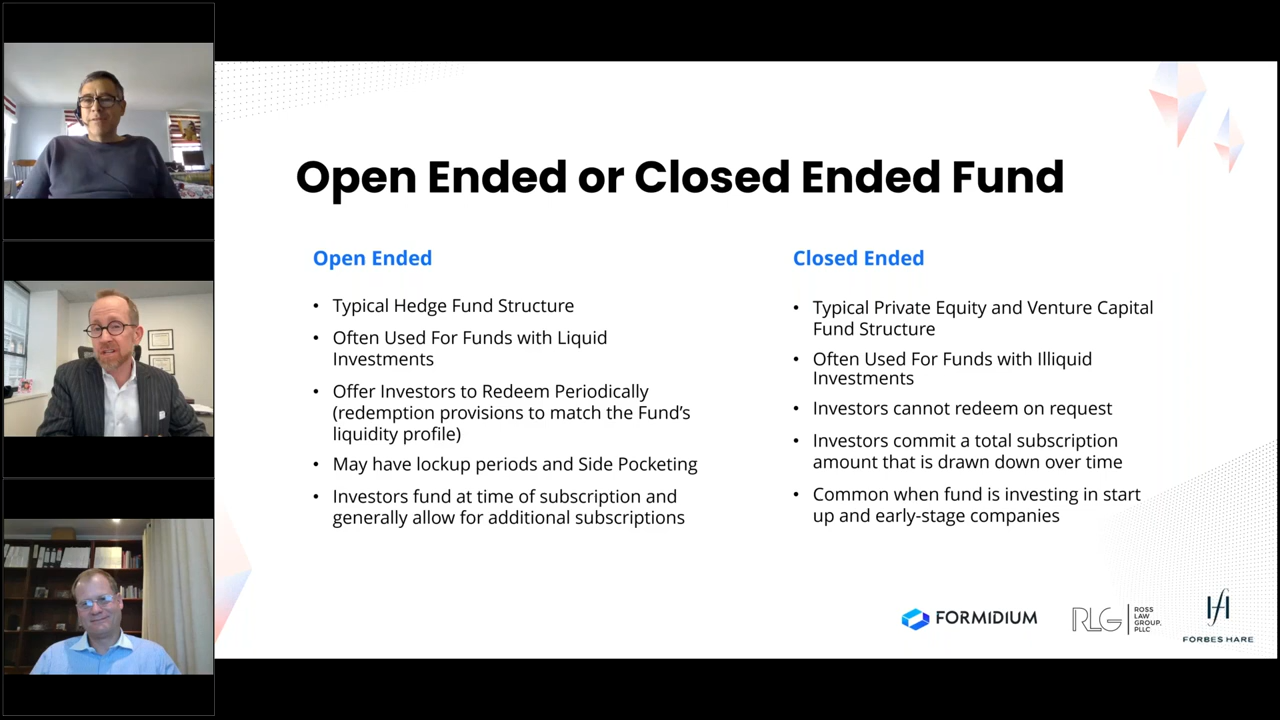 Open Ended or Closed Ended Fund
Open Ended
• Typical Hedge Fund Structure
• Often Used For Funds with Liquid
Investments
• Offer Investors to Redeem Periodically
(redemption provisions to match the Fund’s
liquidity profile)
• May have lockup periods and Side Pocketing
• Investors fund at time of subscription and
generally allow for additional subscriptions
Closed Ended
• Typical Private Equity and Venture Capital
Fund Structure
• Often Used For Funds with Illiquid
Investments
• Investors cannot redeem on request
• Investors commit a total subscription
amount that is drawn down over time
• Common when fund is investing in start
up and early-stage companies
FORMIDIUM
RLG
ROSS
LAW
GROUP,
PLLC
FORBES HARE